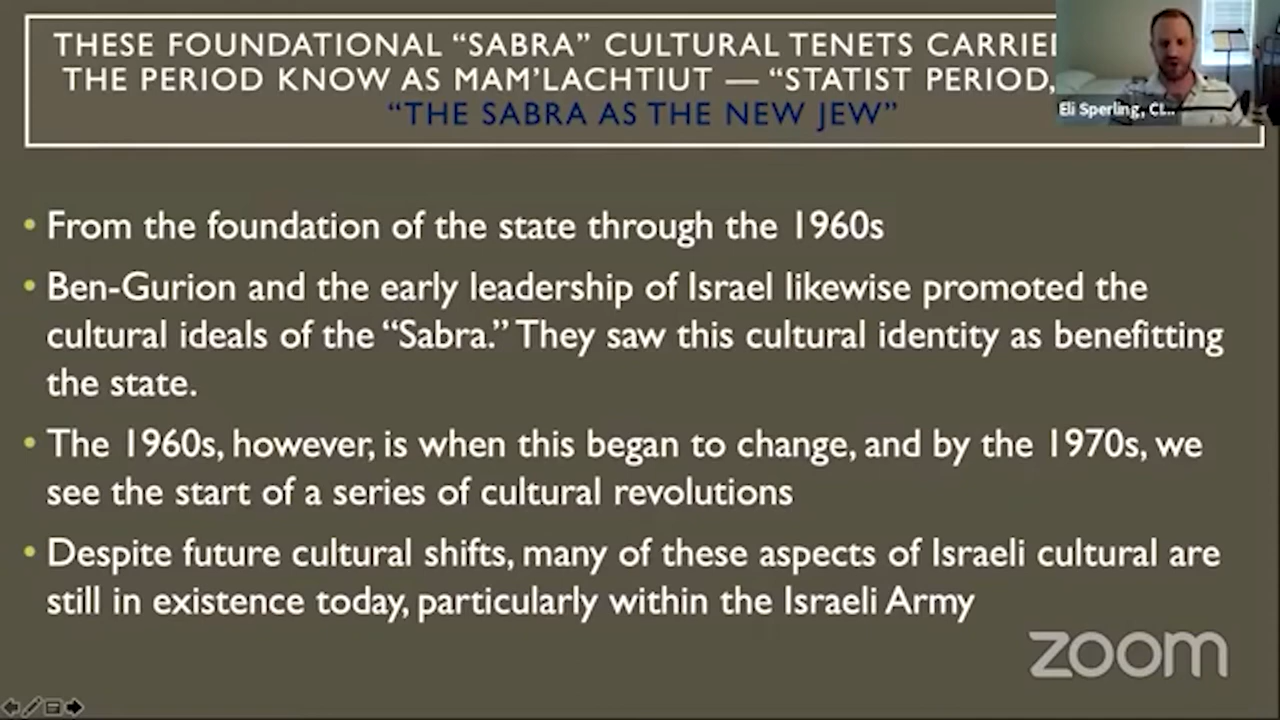 THESE FOUNDATIONAL “SABRA” CULTURAL TENETS CARRIED
THE PERIOD KNOW AS MAM’LACHTIUT — “STATIST PERIOD,
“THE SABRA AS THE NEW JEW”
Eli Sperling, CI...
• From the foundation of the state through the 1960s
• Ben-Gurion and the early leadership of Israel likewise promoted the
cultural ideals of the “Sabra.” They saw this cultural identity as benefitting
the state.
• The 1960s, however, is when this began to change, and by the 1970s, we
see the start of a series of cultural revolutions
• Despite future cultural shifts, many of these aspects of Israeli cultural are
still in existence today, particularly within the Israeli Army
zoom